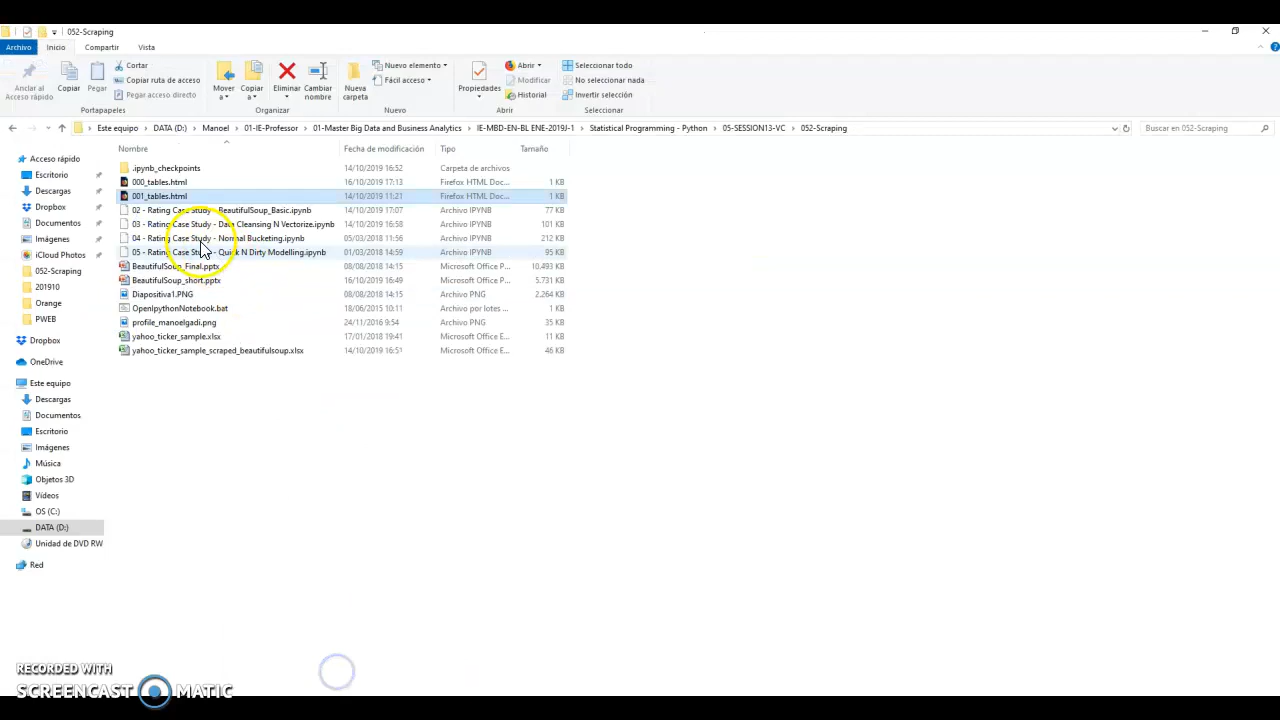 052-Scraping
Archivo Inicio Compartir Vista
Anclar al Acceso rápido
Copiar
Pegar
Cortar
Copiar ruta de acceso
Pegar acceso directo
Portapapeles
Mover a
Copiar a
Eliminar
Cambiar nombre
Organizar
Nueva carpeta
Nuevo elemento
Fácil acceso
Nuevo
Propiedades
Abrir
Modificar
Historial
Abrir
Seleccionar todo
No seleccionar nada
Invertir selección
Seleccionar
Este equipo › DATA (D:) › Manoel › 01-IE-Professor › 01-Master Big Data and Business Analytics › IE-MBD-EN-BL ENE-2019J-1 › Statistical Programming - Python › 05-SESSION13-VC › 052-Scraping
Buscar en 052-Scraping
Acceso rápido
Escritorio
Descargas
Dropbox
Documentos
Imágenes
iCloud Photos
052-Scraping
201910
Orange
PWEB
Dropbox
OneDrive
Este equipo
Descargas
Documentos
Escritorio
Imágenes
Música
Objetos 3D
Vídeos
OS (C:)
DATA (D:)
Unidad de DVD RW
Red
Nombre Fecha de modificación Tipo Tamaño
.ipynb_checkpoints 14/10/2019 16:52 Carpeta de archivos
000_tables.html 16/10/2019 17:13 Firefox HTML Doc... 1 KB
001_tables.html 14/10/2019 11:21 Firefox HTML Doc... 1 KB
02 - Rating Case Study - BeautifulSoup_Basic.ipynb 14/10/2019 17:07 Archivo IPYNB 77 KB
03 - Rating Case Study - Data Cleansing N Vectorize.ipynb 14/10/2019 16:58 Archivo IPYNB 101 KB
04 - Rating Case Study - Normal Bucketing.ipynb 05/03/2018 11:56 Archivo IPYNB 212 KB
05 - Rating Case Study - Quick N Dirty Modelling.ipynb 01/03/2018 14:59 Archivo IPYNB 95 KB
BeautifulSoup_Final.pptx 08/08/2018 14:15 Microsoft Office P... 10.493 KB
BeautifulSoup_short.pptx 16/10/2019 16:49 Microsoft Office P... 5.731 KB
Diapositiva1.PNG 08/08/2018 14:15 Archivo PNG 2.264 KB
OpenIpythonNotebook.bat 18/06/2015 10:11 Archivo por lotes ... 1 KB
profile_manoelgadi.png 24/11/2016 9:54 Archivo PNG 35 KB
yahoo_ticker_sample.xlsx 17/01/2018 19:41 Microsoft Office E... 11 KB
yahoo_ticker_sample_scraped_beautifulsoup.xlsx 14/10/2019 16:51 Microsoft Office E... 46 KB
RECORDED WITH
SCREENCAST MATIC